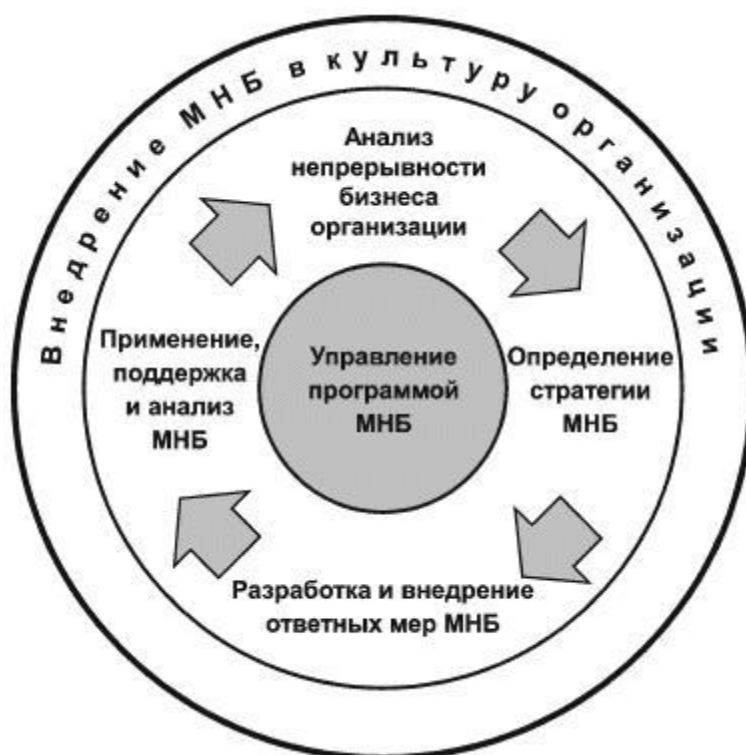 Внедрение МНБ в культуру организации
Анализ
непрерывности
бизнеса
организации
Применение,
поддержка
и анализ
МНБ
Управление
программой
МНБ
Определение
стратегии
МНБ
Разработка и внедрение
ответных мер МНБ